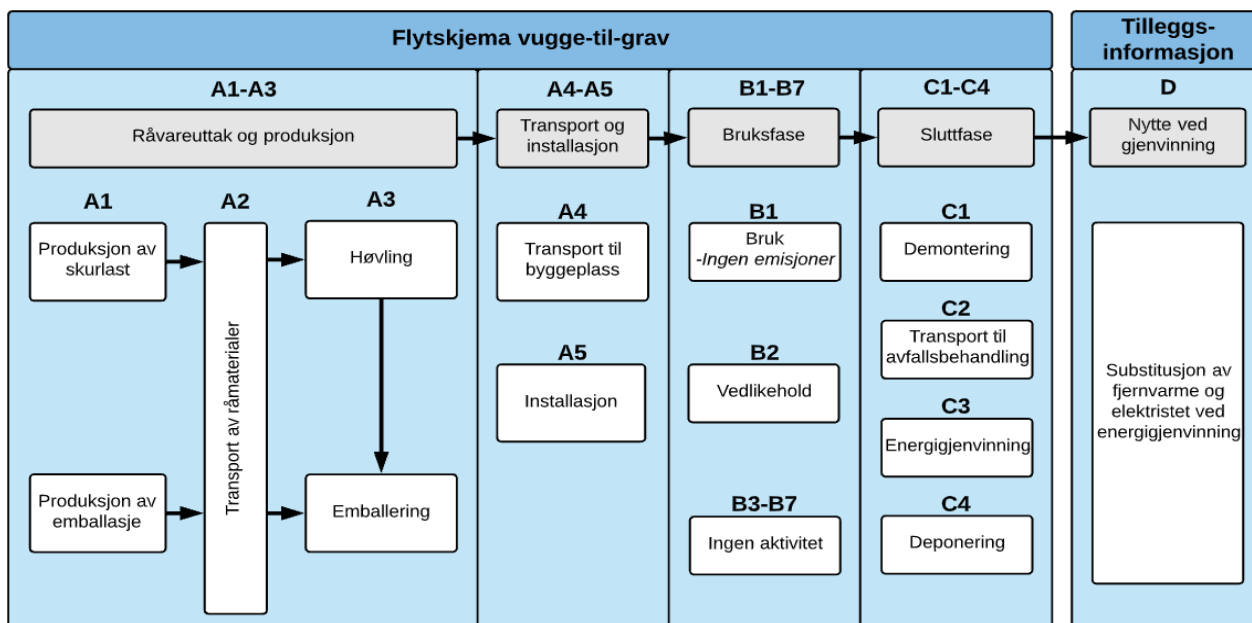 Flytskjema vugge-til-grav
Tilleggs-
informasjon
A1-A3
A4-A5
B1-B7
C1-C4
D
Råvareuttak og produksjon
Transport og
installasjon
Bruksfase
Sluttfase
Nytte ved
gjenvinning
A1
Produksjon av
skurlast
Produksjon av
emballasje
A2
Transport av råmaterialer
A3
Høvling
Emballering
A4
Transport til
byggeplass
A5
Installasjon
B1
Bruk
-Ingen emisjoner
B2
Vedlikehold
B3-B7
Ingen aktivitet
C1
Demontering
C2
Transport til
avfallsbehandling
C3
Energigjenvinning
C4
Deponering
Substitusjon av
fjernvarme og
elektristet ved
energigjenvinning